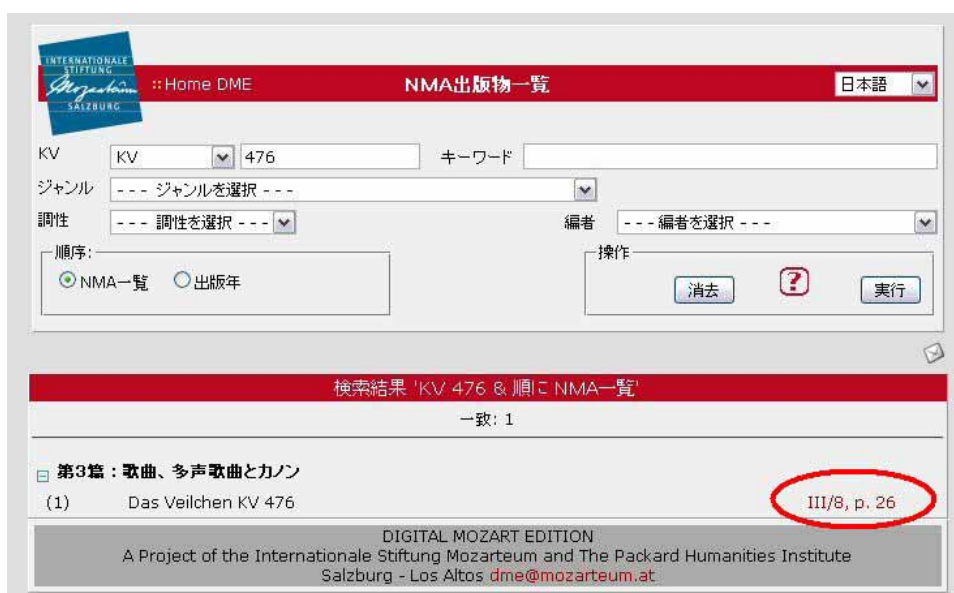 INTERNATIONALE
STIFTUNG
Mozarteum
SALZBURG
::Home DME
NMA出版物一覧
日本語
KV
KV
476
キーワード
ジャンル
--- ジャンルを選択 ---
調性
--- 調性を選択 ---
編者
---編者を選択 ---
順序:
NMA一覧
出版年
操作
消去
?
実行
検索結果 'KV 476 & 順に NMA一覧'
一致: 1
第3篇:歌曲、多声歌曲とカノン
(1) Das Veilchen KV 476 III/8, p. 26
DIGITAL MOZART EDITION
A Project of the Internationale Stiftung Mozarteum and The Packard Humanities Institute
Salzburg - Los Altos dme@mozarteum.at